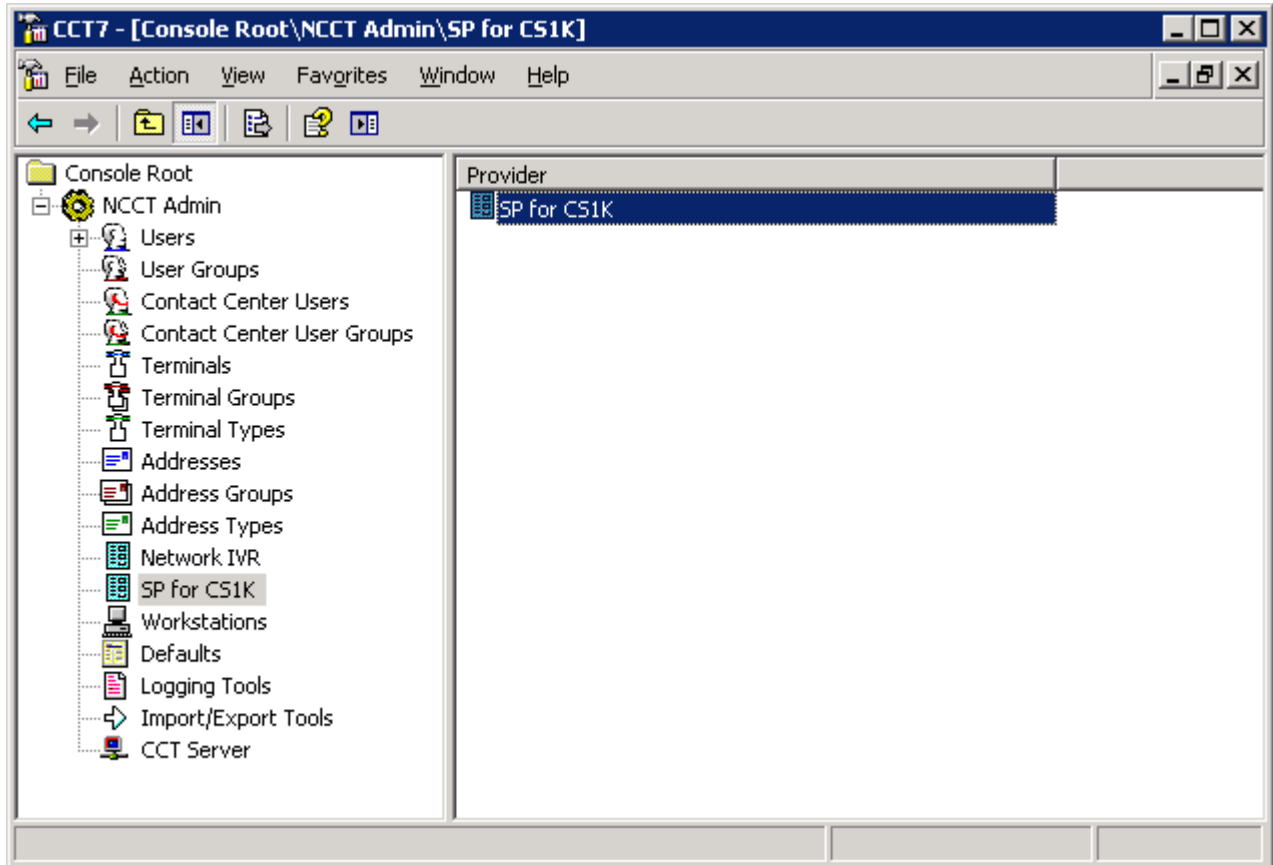 CCT7 - [Console Root\NCCT Admin\SP for CS1K]
File Action View Favorites Window Help
Console Root
NCCT Admin
Users
User Groups
Contact Center Users
Contact Center User Groups
Terminals
Terminal Groups
Terminal Types
Addresses
Address Groups
Address Types
Network IVR
SP for CS1K
Workstations
Defaults
Logging Tools
Import/Export Tools
CCT Server
Provider
SP for CS1K